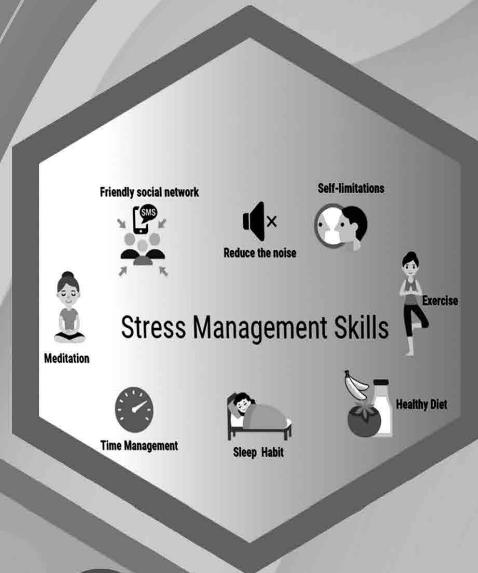 Friendly social network
SMS
Self-limitations
Reduce the noise
Exercise
Stress Management Skills
Meditation
Healthy Diet
Time Management
Sleep Habit